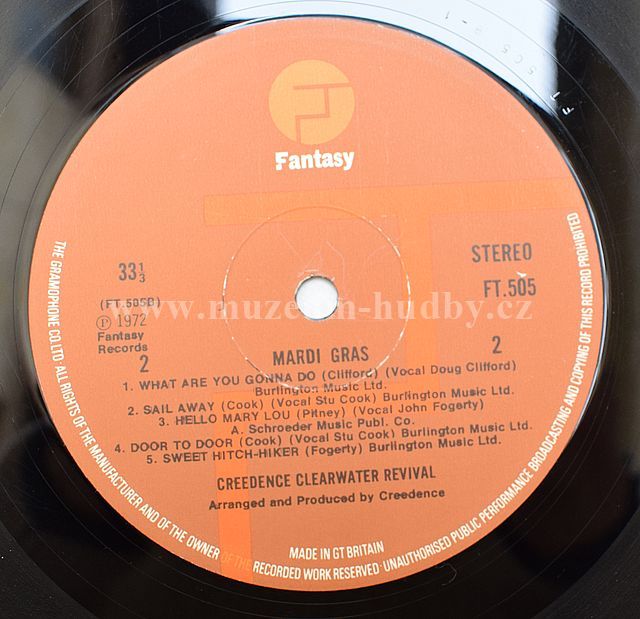 Fantasy
33 1/3
STEREO
(FT.505B)
FT.505
Ⓟ 1972
Fantasy
Records
2
2
MARDI GRAS
1. WHAT ARE YOU GONNA DO (Clifford) (Vocal Doug Clifford)
Burlington Music Ltd.
2. SAIL AWAY (Cook) (Vocal Stu Cook) Burlington Music Ltd.
3. HELLO MARY LOU (Pitney) (Vocal John Fogerty)
A. Schroeder Music Publ. Co.
4. DOOR TO DOOR (Cook) (Vocal Stu Cook) Burlington Music Ltd.
5. SWEET HITCH-HIKER (Fogerty) Burlington Music Ltd.
CREEDENCE CLEARWATER REVIVAL
Arranged and Produced by Creedence
MADE IN GT BRITAIN
THE GRAMOPHONE CO.LTD·ALL RIGHTS OF THE MANUFACTURER AND OF THE OWNER OF THE RECORDED WORK RESERVED·UNAUTHORISED PUBLIC PERFORMANCE BROADCASTING AND COPYING OF THIS RECORD PROHIBITED
www.muzeum-hudby.cz